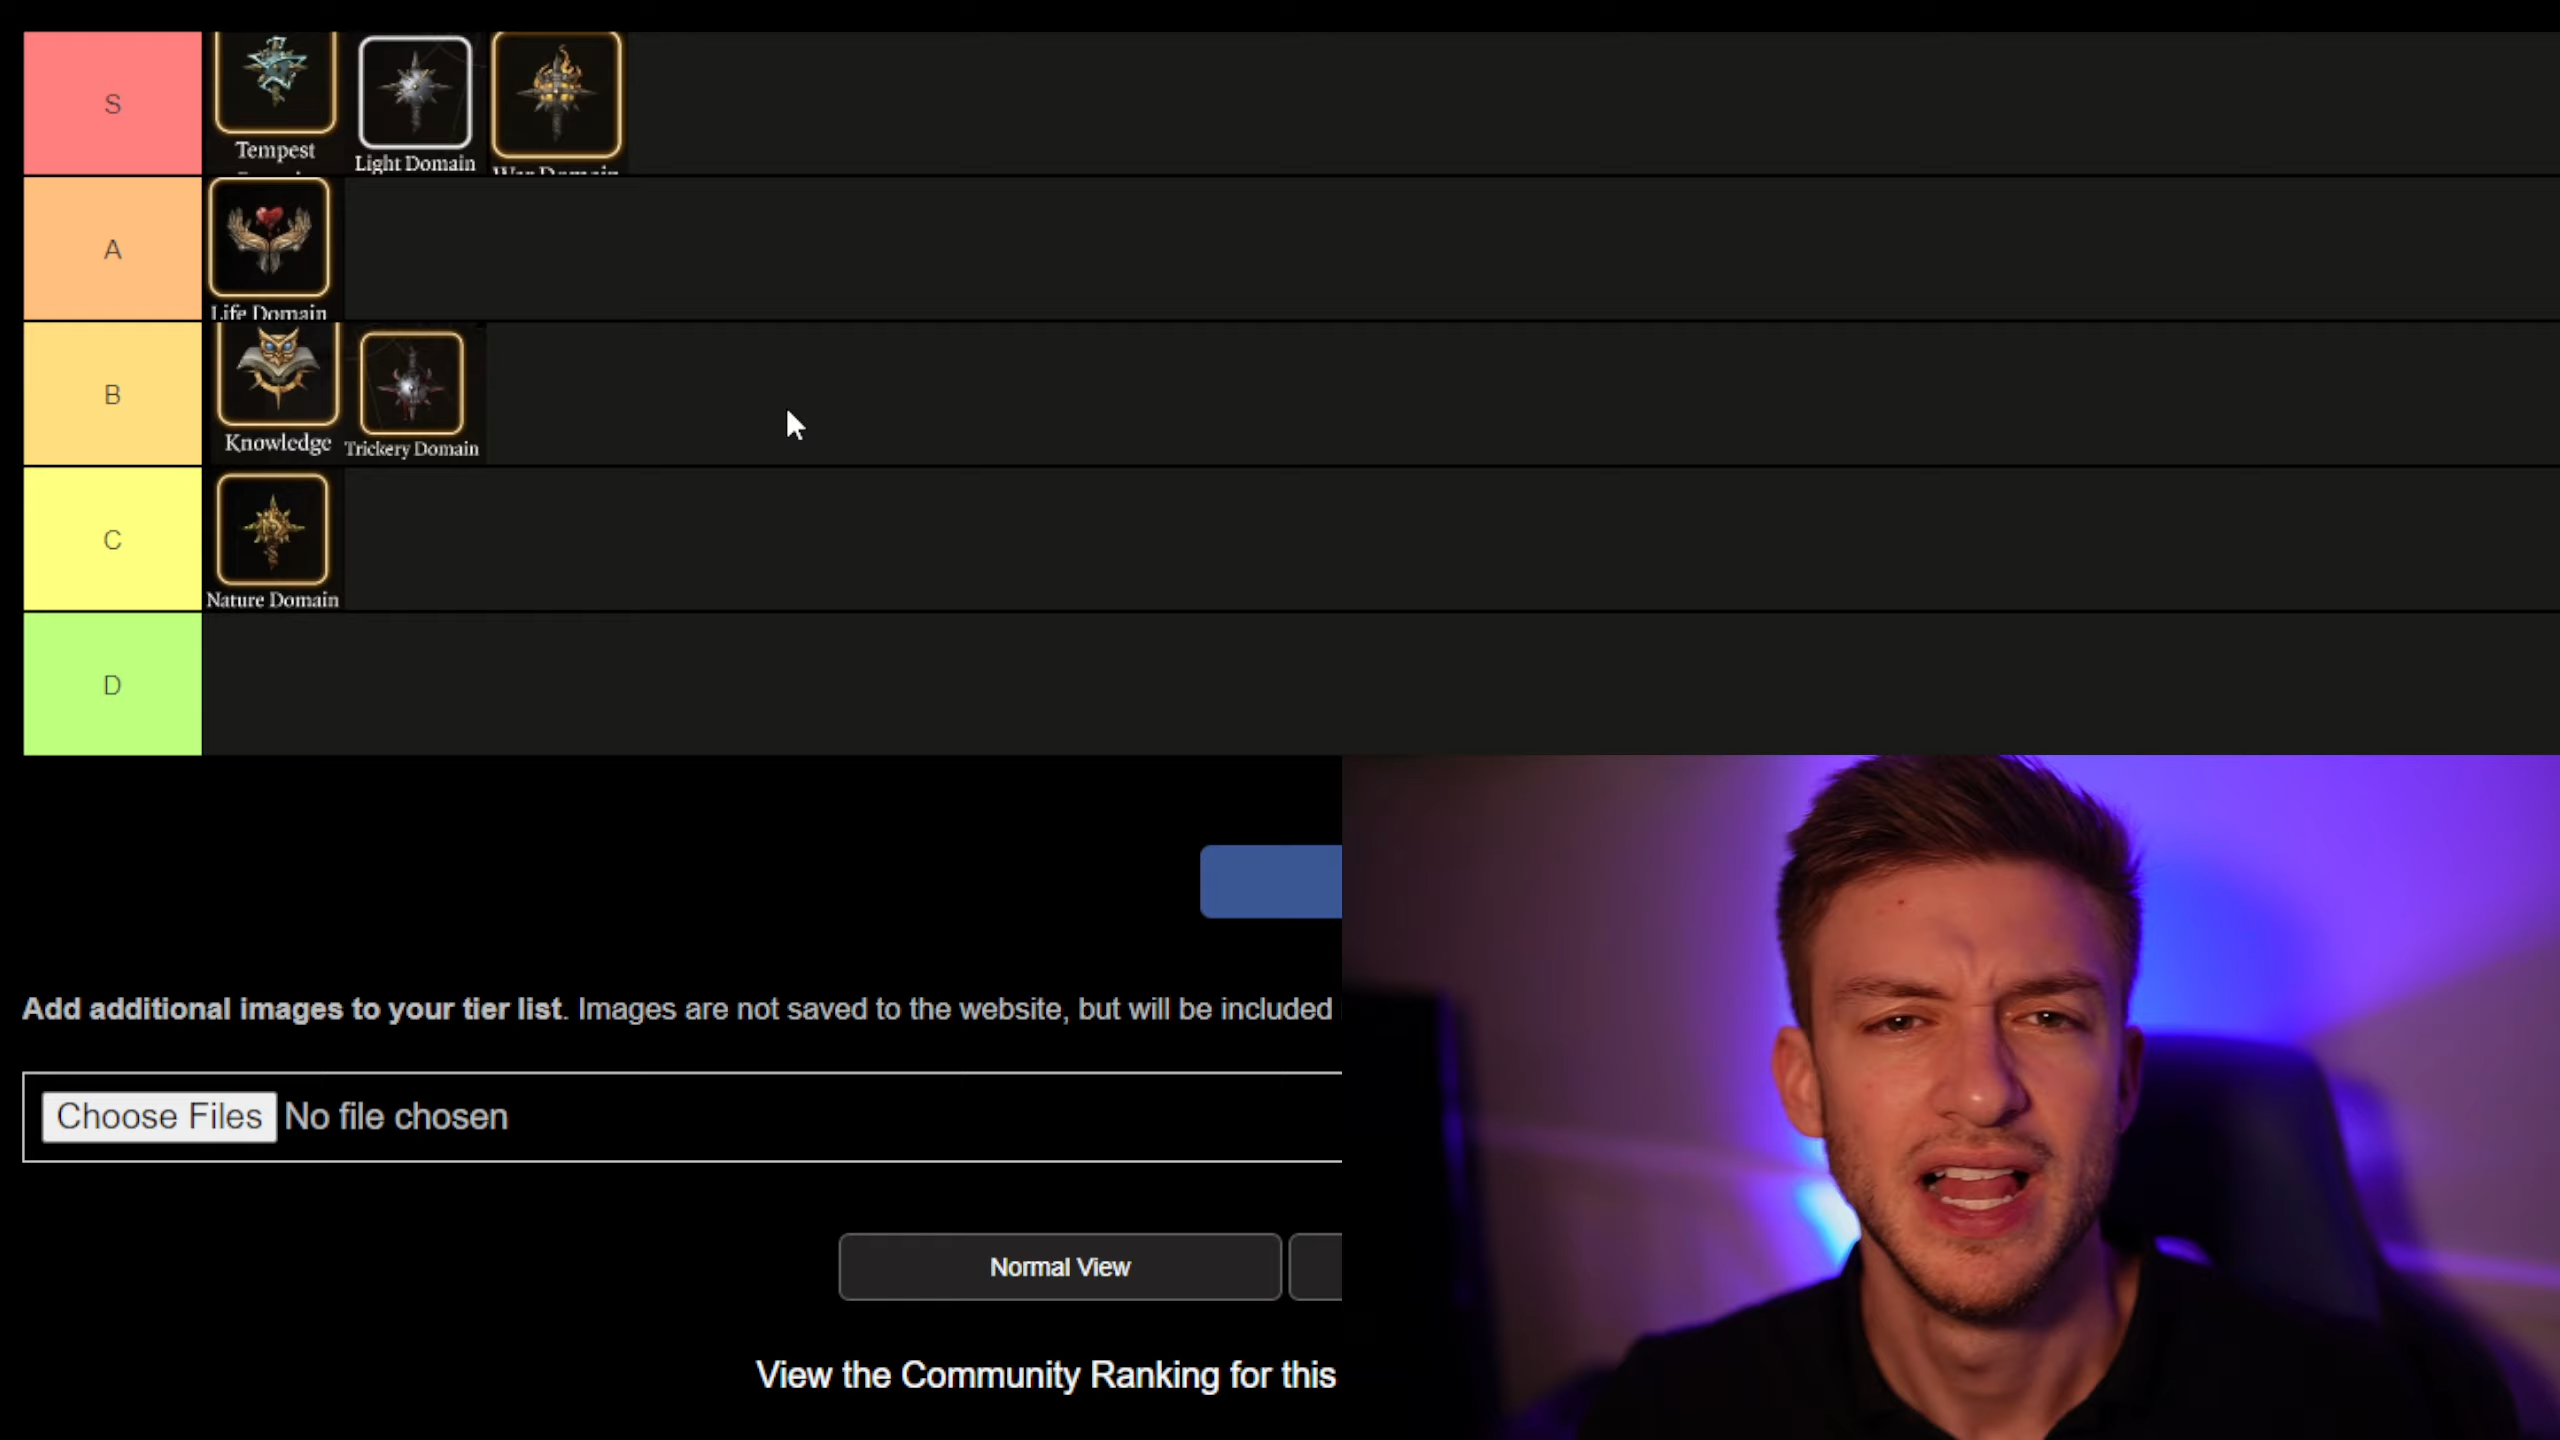 S
Tempest
Light Domain
War Domain
A
Life Domain
B
Knowledge
Trickery Domain
C
Nature Domain
D
Add additional images to your tier list. Images are not saved to the website, but will be included
Choose Files No file chosen
Normal View
View the Community Ranking for this